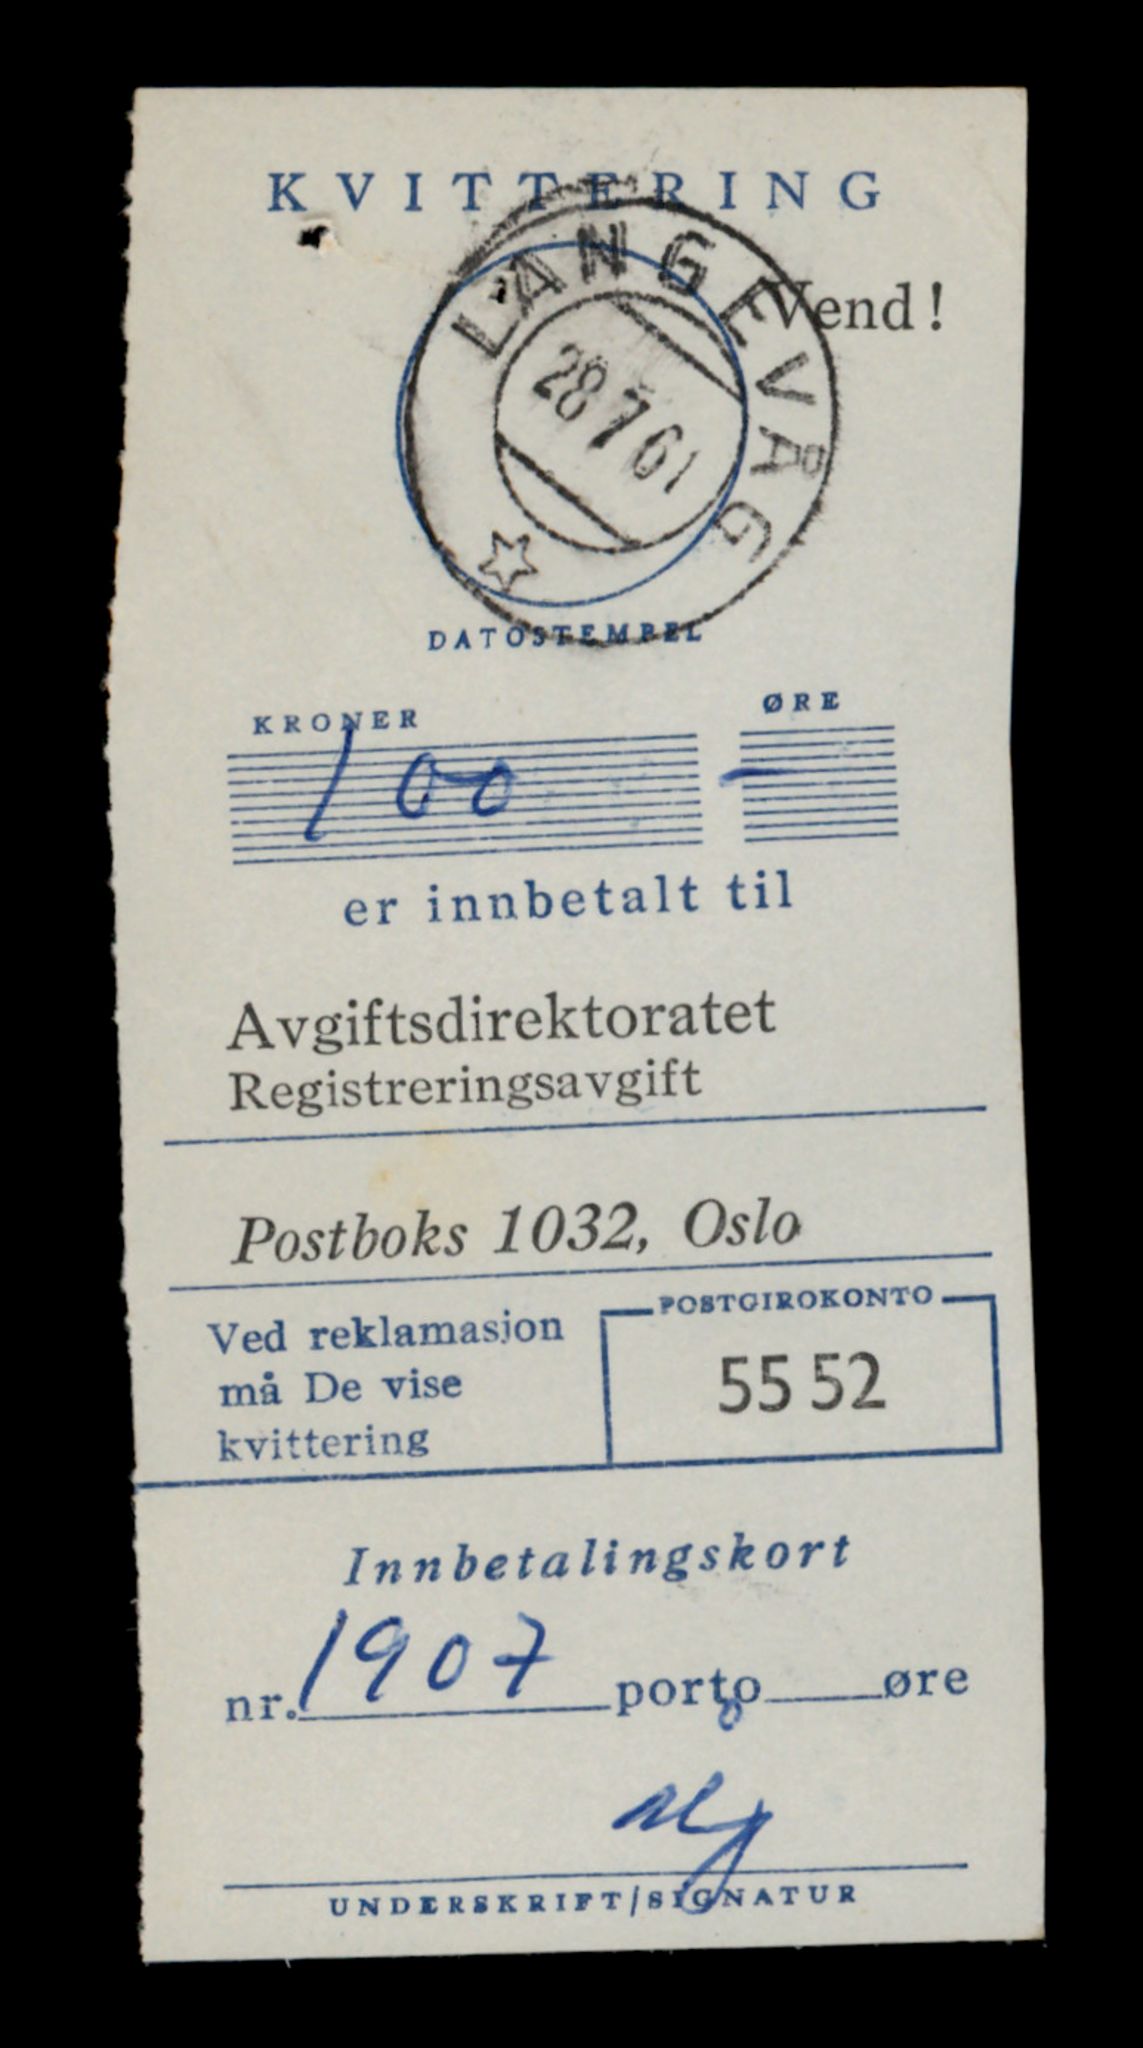 KVITTERING
Vend!
LANGEVÅG
28 7 61
DATOSTEMPEL
KRONER ØRE
100 –
er innbetalt til
Avgiftsdirektoratet
Registreringsavgift
Postboks 1032, Oslo
Ved reklamasjon
må De vise
kvittering
POSTGIROKONTO
55 52
Innbetalingskort
nr. 1907 porto øre
UNDERSKRIFT/SIGNATUR